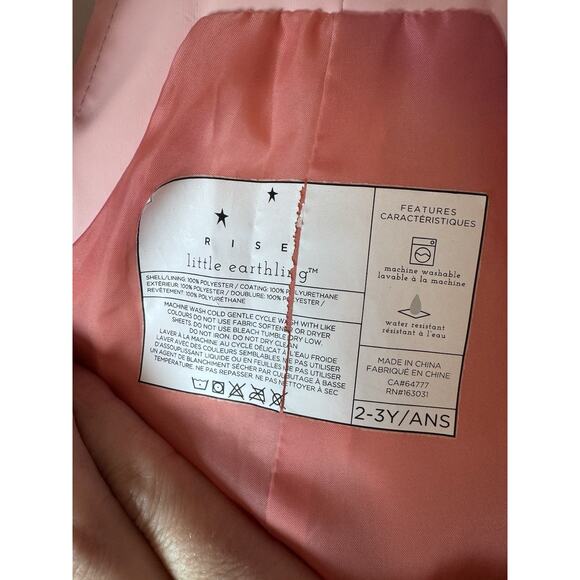 RISE
little earthling™
SHELL/LINING: 100% POLYESTER / COATING: 100% POLYURETHANE
EXTÉRIEUR: 100% POLYESTER / DOUBLURE: 100% POLYESTER /
REVÊTEMENT: 100% POLYURÉTHANE
MACHINE WASH COLD GENTLE CYCLE WASH WITH LIKE
COLOURS DO NOT USE FABRIC SOFTENER OR DRYER
SHEETS. DO NOT USE BLEACH TUMBLE DRY LOW.
DO NOT IRON. DO NOT DRY CLEAN
LAVER À LA MACHINE AU CYCLE DÉLICAT À L'EAU FROIDE
AVEC DES COULEURS SEMBLABLES. NE PAS UTILISER
D'ASSOUPLISSANT LIQUIDE OU EN FEUILLES NE PAS UTILISER
UN AGENT DE BLANCHIMENT SÉCHER PAR CULBUTAGE À BASSE
TEMPÉRATURE. NE PAS REPASSER. NE PAS NETTOYER À SEC
FEATURES
CARACTÉRISTIQUES
machine washable
lavable à la machine
water resistant
résistant à l'eau
MADE IN CHINA
FABRIQUÉ EN CHINE
CA#64777
RN#163031
2-3Y/ANS